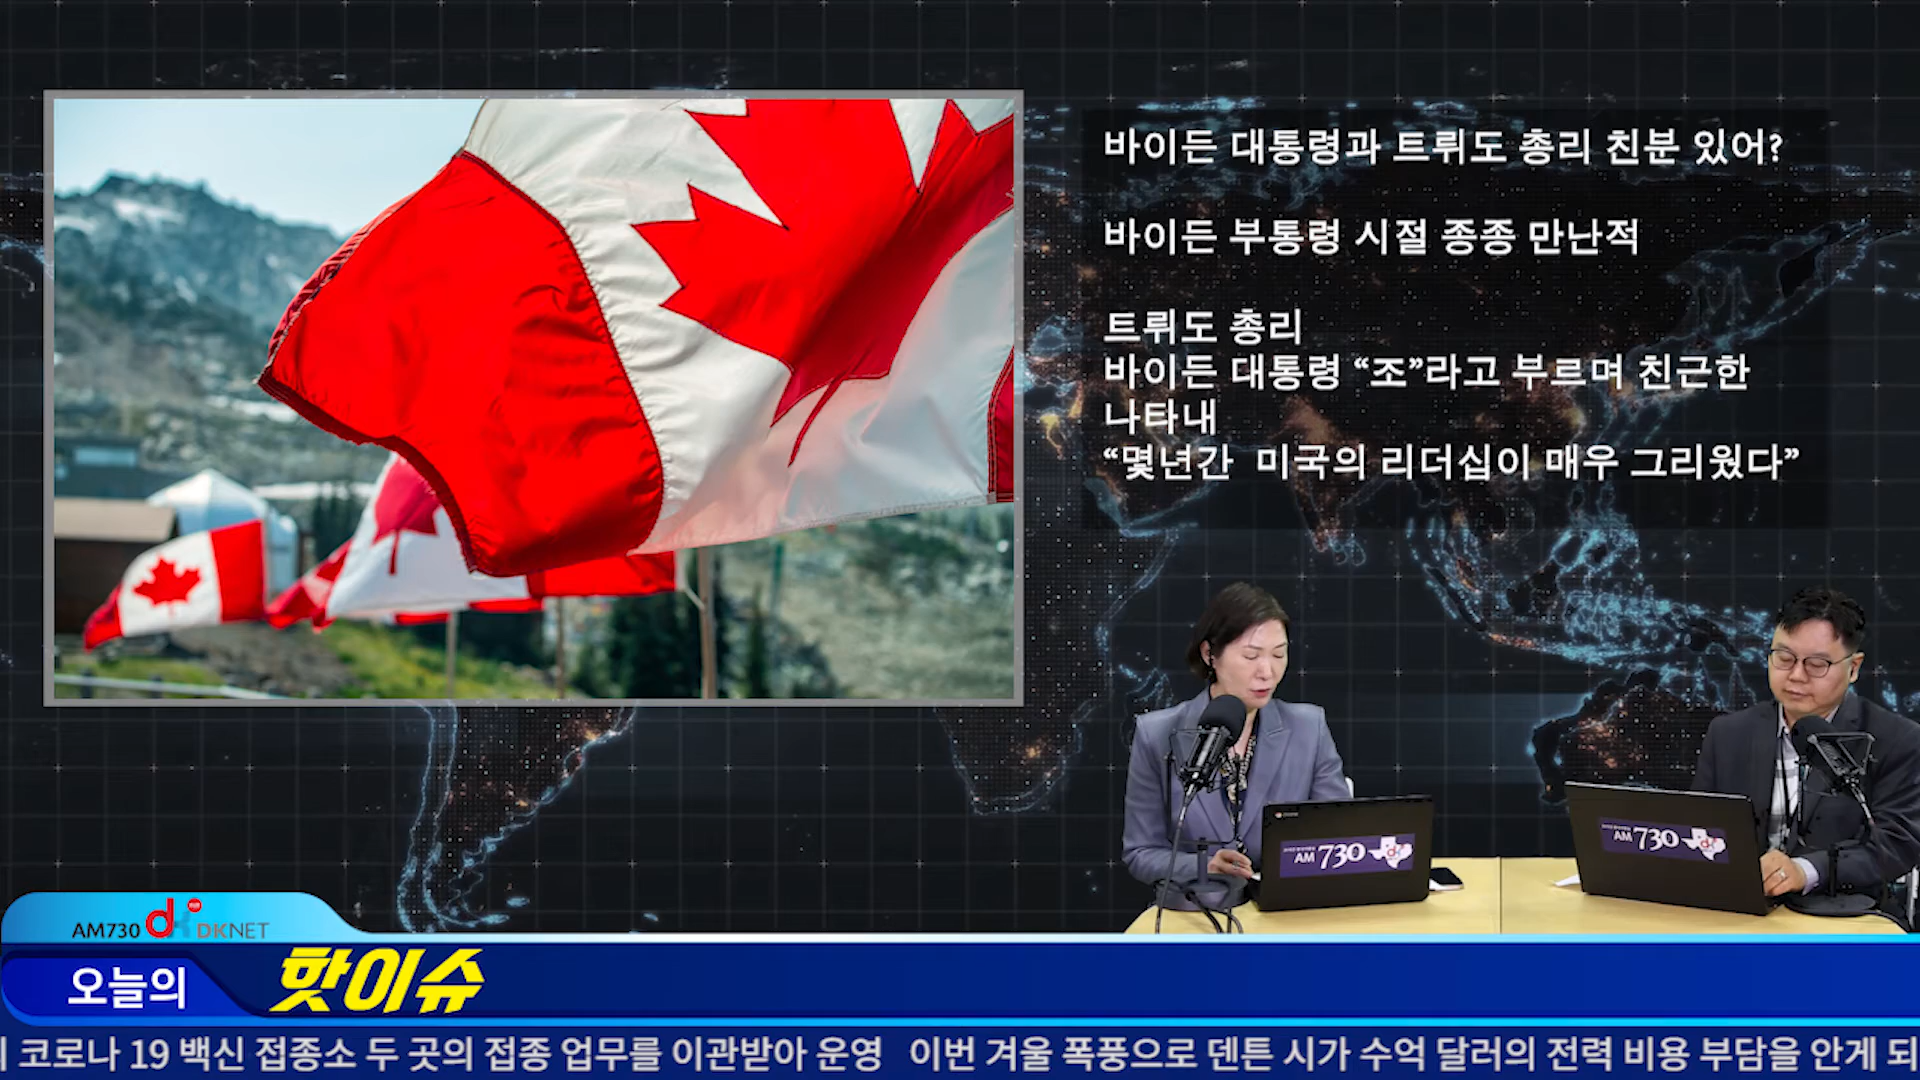 바이든 대통령과 트뤼도 총리 친분 있어?
바이든 부통령 시절 종종 만난적
트뤼도 총리
바이든 대통령 “조”라고 부르며 친근한
나타내
“몇년간 미국의 리더십이 매우 그리웠다”
AM 730
AM 730
AM730 dk DKNET
오늘의 핫이슈
코로나 19 백신 접종소 두 곳의 접종 업무를 이관받아 운영 이번 겨울 폭풍으로 덴튼 시가 수억 달러의 전력 비용 부담을 안게 되